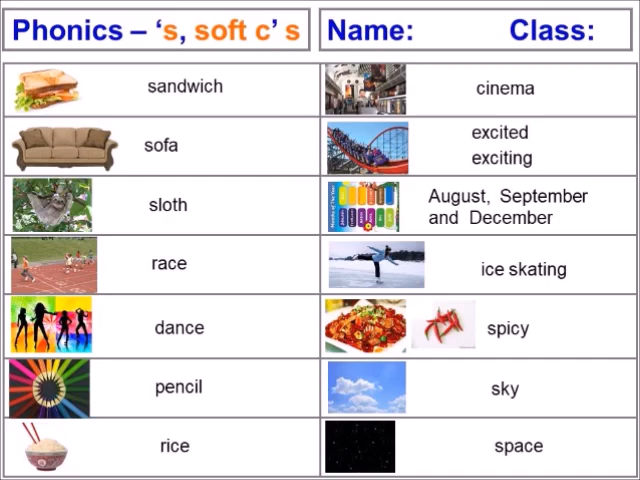 Phonics – ‘s, soft c’ s
Name: Class:
sandwich
cinema
sofa
excited
exciting
sloth
August, September
and December
race
ice skating
dance
spicy
pencil
sky
rice
space